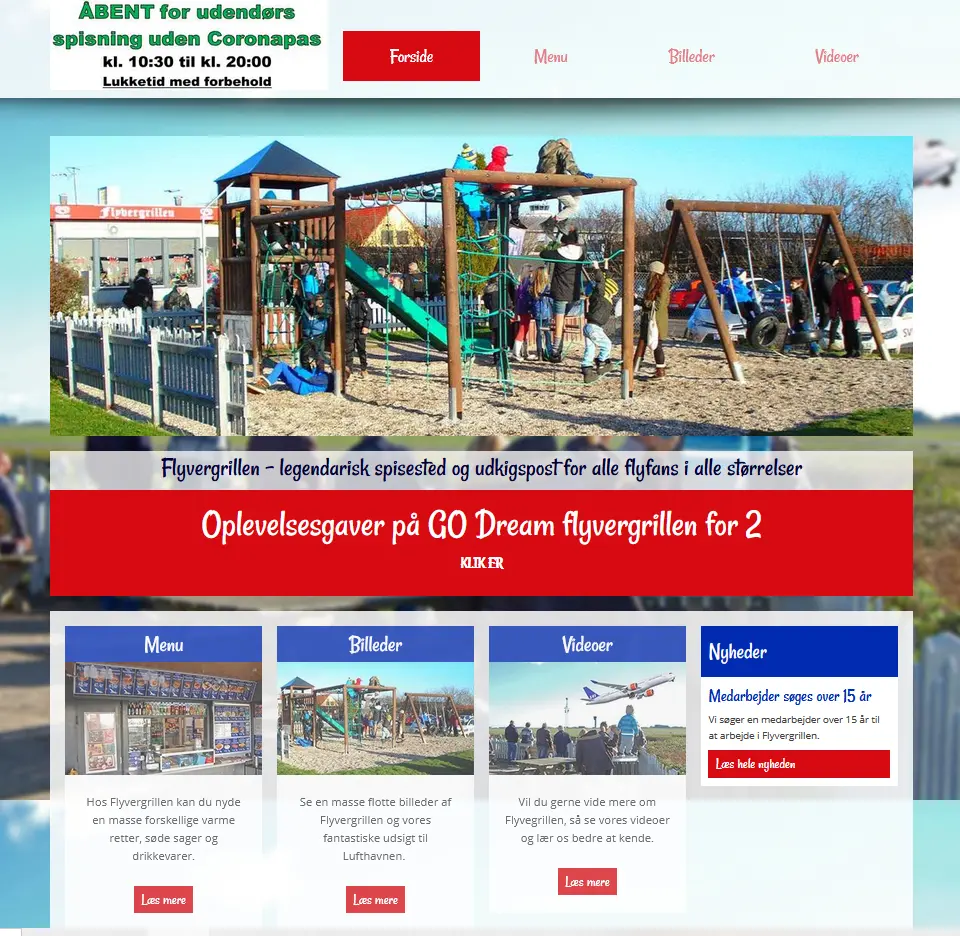 ÅBENT for udendørs
spisning uden Coronapas
kl. 10:30 til kl. 20:00
Lukketid med forbehold
Forside
Menu
Billeder
Videoer
Flyvergrillen
Flyvergrillen - legendarisk spisested og udkigspost for alle flyfans i alle størrelser
Oplevelsesgaver på GO Dream flyvergrillen for 2
KLIK ER
Menu
Hos Flyvergrillen kan du nyde
en masse forskellige varme
retter, søde sager og
drikkevarer.
Læs mere
Billeder
Se en masse flotte billeder af
Flyvergrillen og vores
fantastiske udsigt til
Lufthavnen.
Læs mere
Videoer
Vil du gerne vide mere om
Flyvegrillen, så se vores videoer
og lær os bedre at kende.
Læs mere
Nyheder
Medarbejder søges over 15 år
Vi søger en medarbejder over 15 år til
at arbejde i Flyvergrillen.
Læs hele nyheden